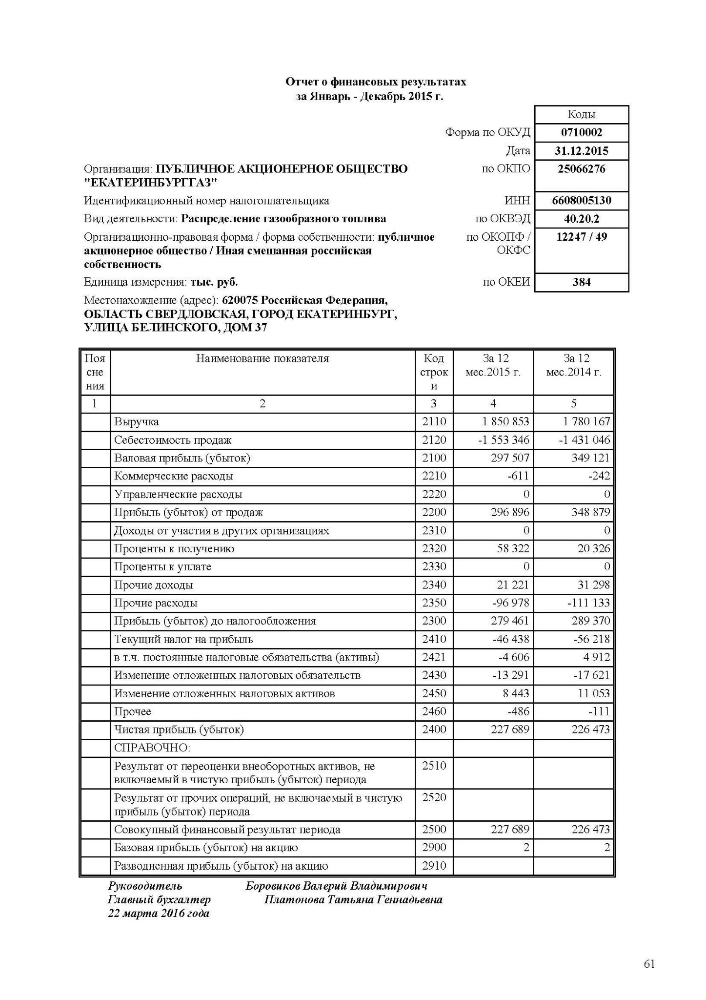 Отчет о финансовых результатах
за Январь - Декабрь 2015 г.
Коды
Форма по ОКУД 0710002
Дата 31.12.2015
Организация: ПУБЛИЧНОЕ АКЦИОНЕРНОЕ ОБЩЕСТВО по ОКПО 25066276
"ЕКАТЕРИНБУРГГАЗ"
Идентификационный номер налогоплательщика ИНН 6608005130
Вид деятельности: Распределение газообразного топлива по ОКВЭД 40.20.2
Организационно-правовая форма / форма собственности: публичное по ОКОПФ / 12247 / 49
акционерное общество / Иная смешанная российская ОКФС
собственность
Единица измерения: тыс. руб. по ОКЕИ 384
Местонахождение (адрес): 620075 Российская Федерация,
ОБЛАСТЬ СВЕРДЛОВСКАЯ, ГОРОД ЕКАТЕРИНБУРГ,
УЛИЦА БЕЛИНСКОГО, ДОМ 37
Поя Наименование показателя Код За 12 За 12
сне строк мес.2015 г. мес.2014 г.
ния и
1 2 3 4 5
Выручка 2110 1 850 853 1 780 167
Себестоимость продаж 2120 -1 553 346 -1 431 046
Валовая прибыль (убыток) 2100 297 507 349 121
Коммерческие расходы 2210 -611 -242
Управленческие расходы 2220 0 0
Прибыль (убыток) от продаж 2200 296 896 348 879
Доходы от участия в других организациях 2310 0 0
Проценты к получению 2320 58 322 20 326
Проценты к уплате 2330 0 0
Прочие доходы 2340 21 221 31 298
Прочие расходы 2350 -96 978 -111 133
Прибыль (убыток) до налогообложения 2300 279 461 289 370
Текущий налог на прибыль 2410 -46 438 -56 218
в т.ч. постоянные налоговые обязательства (активы) 2421 -4 606 4 912
Изменение отложенных налоговых обязательств 2430 -13 291 -17 621
Изменение отложенных налоговых активов 2450 8 443 11 053
Прочее 2460 -486 -111
Чистая прибыль (убыток) 2400 227 689 226 473
СПРАВОЧНО:
Результат от переоценки внеоборотных активов, не 2510
включаемый в чистую прибыль (убыток) периода
Результат от прочих операций, не включаемый в чистую 2520
прибыль (убыток) периода
Совокупный финансовый результат периода 2500 227 689 226 473
Базовая прибыль (убыток) на акцию 2900 2 2
Разводненная прибыль (убыток) на акцию 2910
Руководитель Боровиков Валерий Владимирович
Главный бухгалтер Платонова Татьяна Геннадьевна
22 марта 2016 года
61